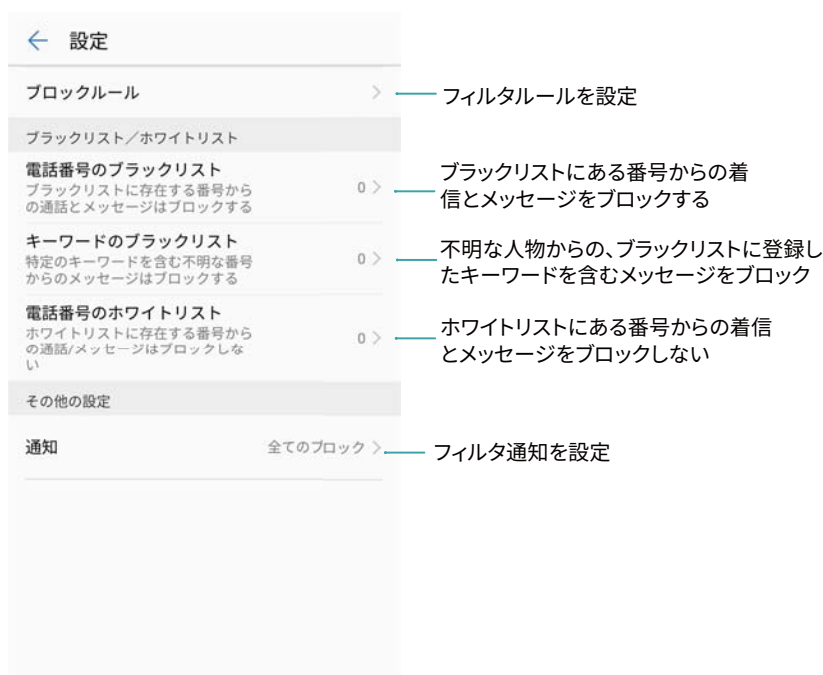 設定
ブロックルール
フィルタルールを設定
ブラックリスト／ホワイトリスト
電話番号のブラックリスト
ブラックリストに存在する番号から
の通話とメッセージはブロックする
0
ブラックリストにある番号からの着
信とメッセージをブロックする
キーワードのブラックリスト
特定のキーワードを含む不明な番号
からのメッセージはブロックする
0
不明な人物からの、ブラックリストに登録し
たキーワードを含むメッセージをブロック
電話番号のホワイトリスト
ホワイトリストに存在する番号から
の通話/メッセージはブロックしな
い
0
ホワイトリストにある番号からの着信
とメッセージをブロックしない
その他の設定
通知
全てのブロック
フィルタ通知を設定